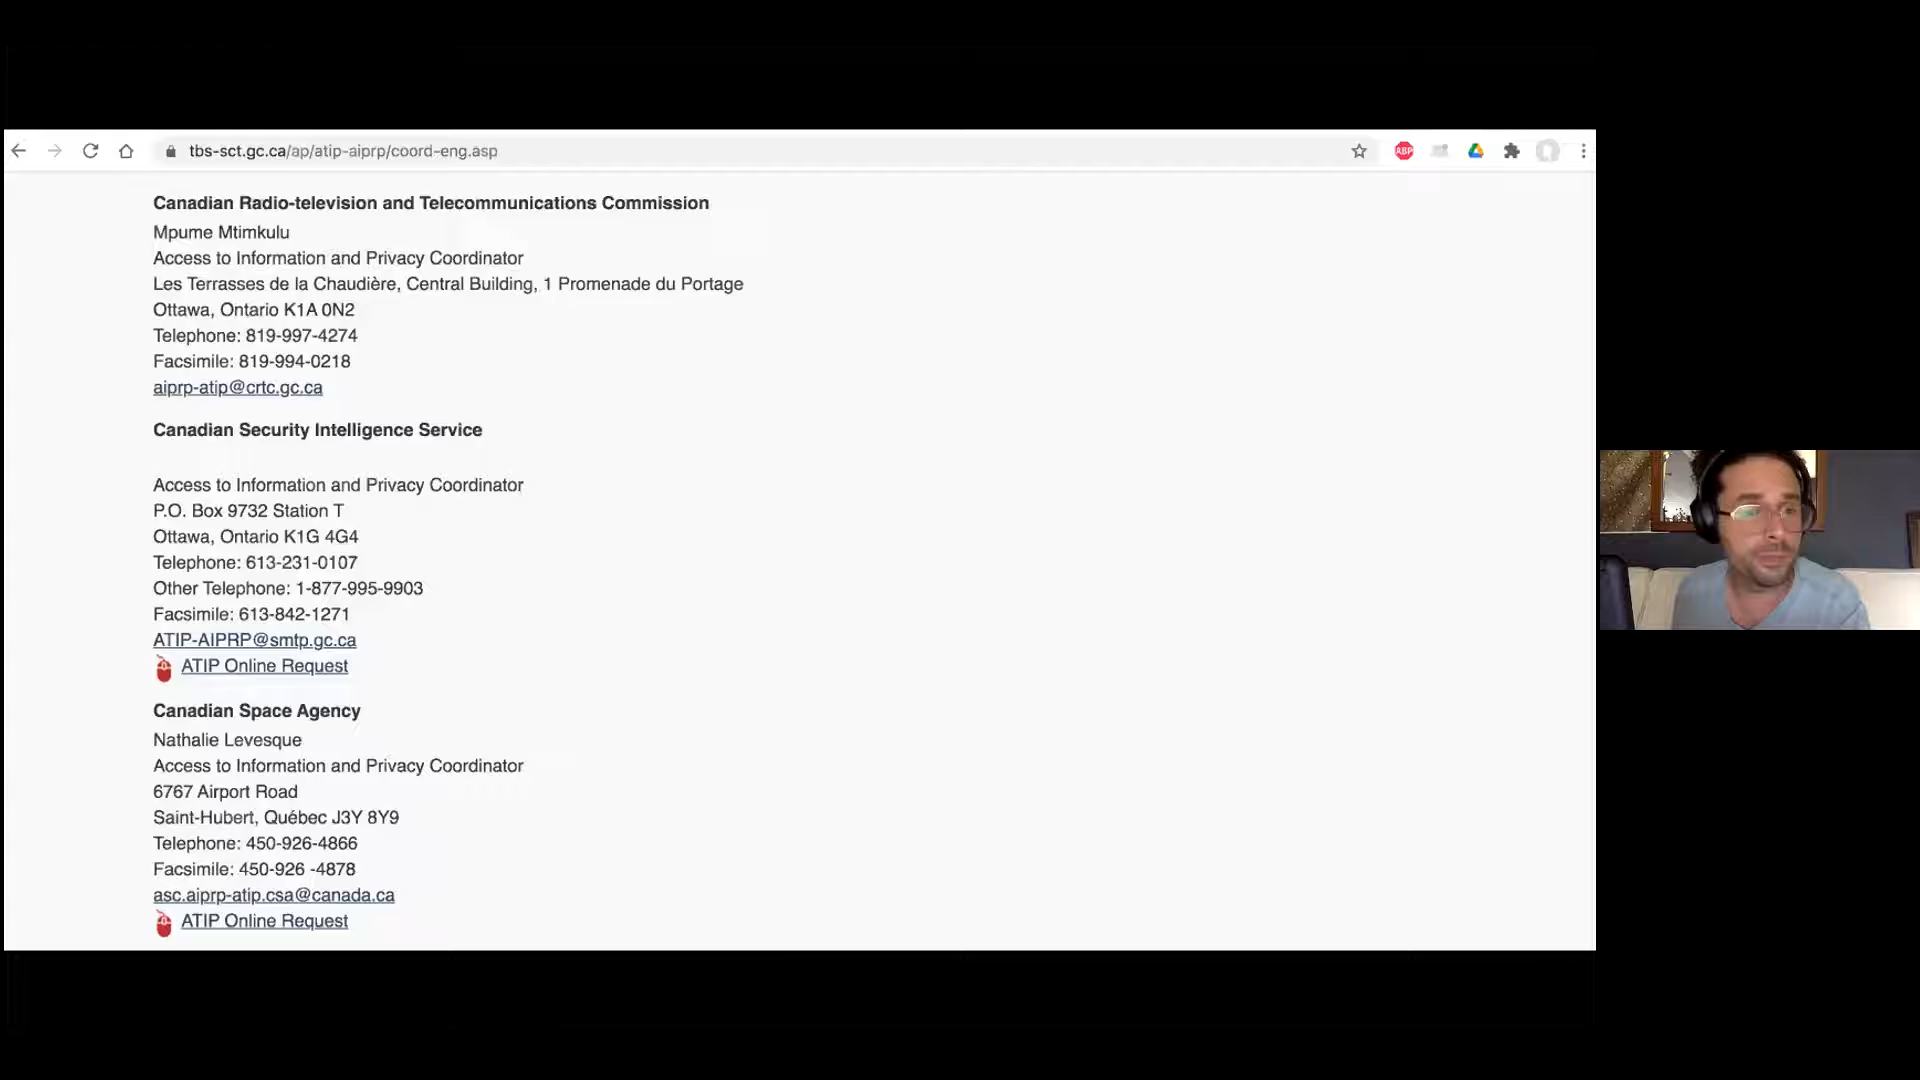 tbs-sct.gc.ca/ap/atip-aiprp/coord-eng.asp
ABP
Canadian Radio-television and Telecommunications Commission
Mpume Mtimkulu
Access to Information and Privacy Coordinator
Les Terrasses de la Chaudière, Central Building, 1 Promenade du Portage
Ottawa, Ontario K1A 0N2
Telephone: 819-997-4274
Facsimile: 819-994-0218
aiprp-atip@crtc.gc.ca
Canadian Security Intelligence Service
Access to Information and Privacy Coordinator
P.O. Box 9732 Station T
Ottawa, Ontario K1G 4G4
Telephone: 613-231-0107
Other Telephone: 1-877-995-9903
Facsimile: 613-842-1271
ATIP-AIPRP@smtp.gc.ca
ATIP Online Request
Canadian Space Agency
Nathalie Levesque
Access to Information and Privacy Coordinator
6767 Airport Road
Saint-Hubert, Québec J3Y 8Y9
Telephone: 450-926-4866
Facsimile: 450-926 -4878
asc.aiprp-atip.csa@canada.ca
ATIP Online Request